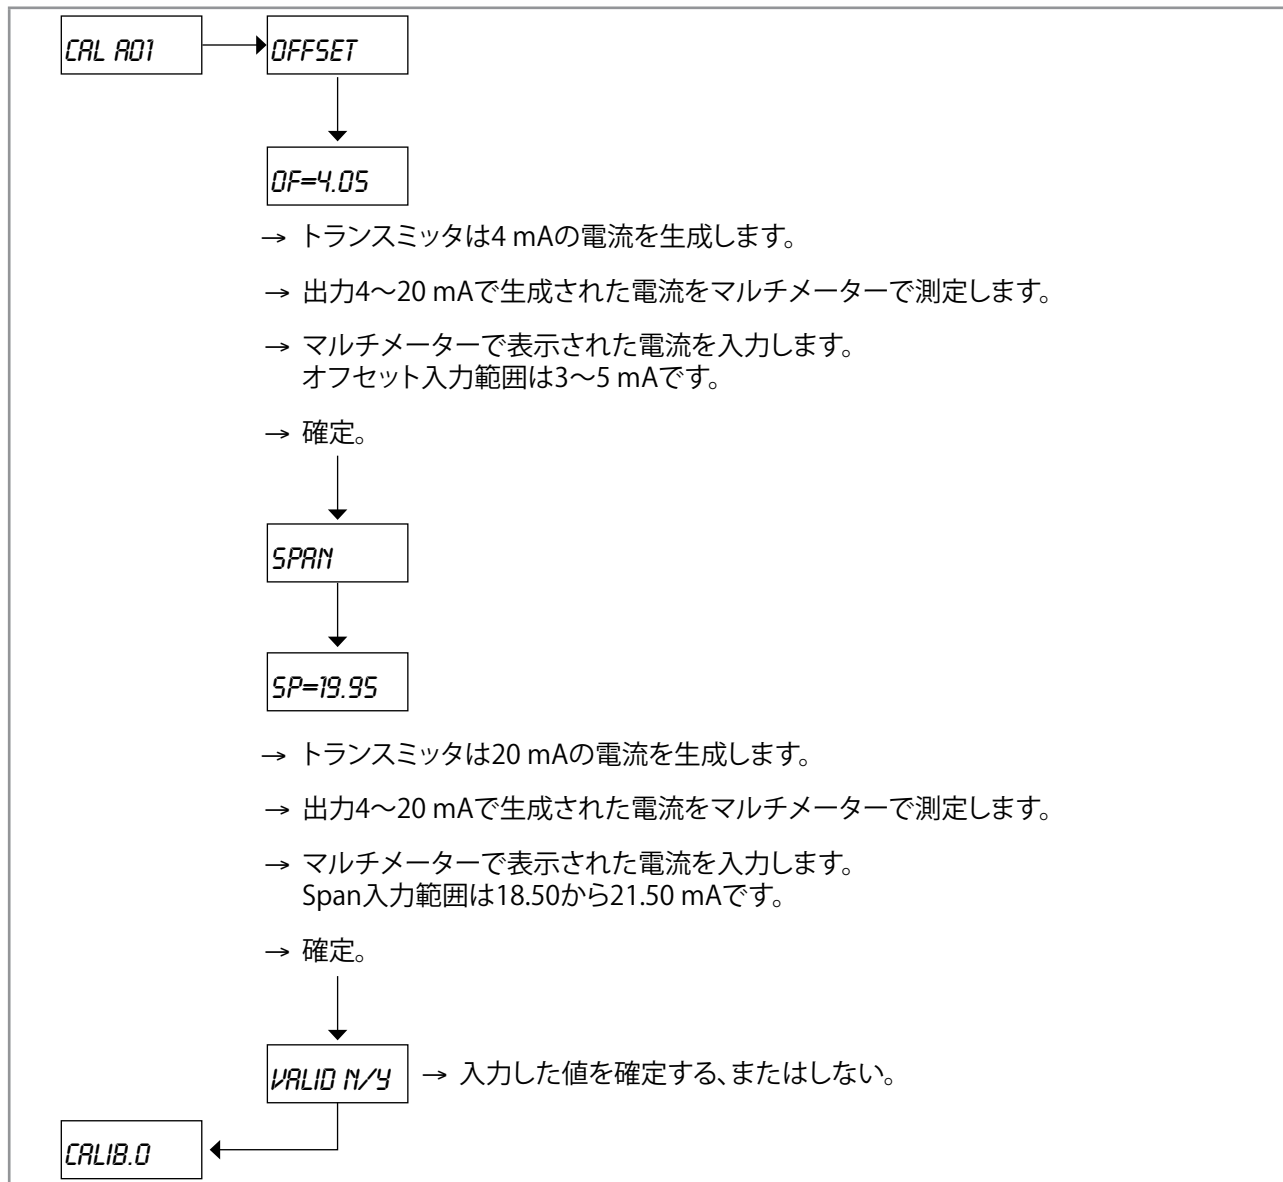 CAL AO1
OFFSET
OF=4.05
→ トランスミッタは4 mAの電流を生成します。
→ 出力4～20 mAで生成された電流をマルチメーターで測定します。
→ マルチメーターで表示された電流を入力します。
オフセット入力範囲は3～5 mAです。
→ 確定。
SPAN
SP=19.95
→ トランスミッタは20 mAの電流を生成します。
→ 出力4～20 mAで生成された電流をマルチメーターで測定します。
→ マルチメーターで表示された電流を入力します。
Span入力範囲は18.50から21.50 mAです。
→ 確定。
VALID N/Y
→ 入力した値を確定する、またはしない。
CALIB.O